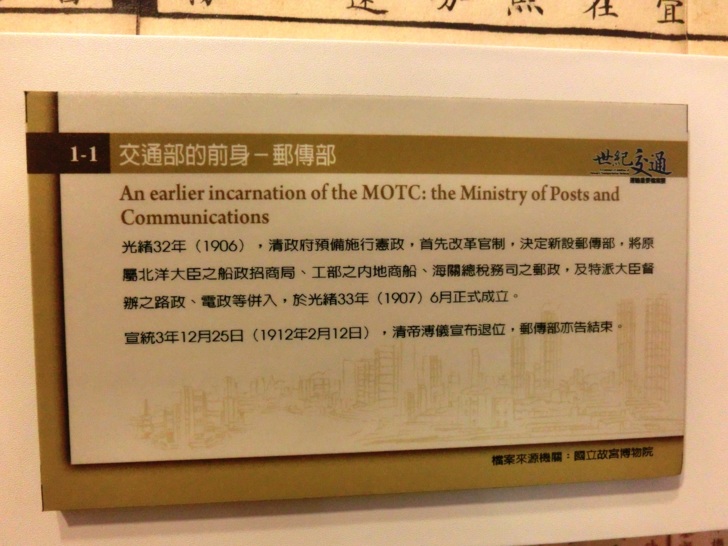 宜在照
1-1 交通部的前身－郵傳部
世紀交通
An earlier incarnation of the MOTC: the Ministry of Posts and
Communications
光緒32年（1906），清政府預備施行憲政，首先改革官制，決定新設郵傳部，將原
屬北洋大臣之船政招商局、工部之內地商船、海關總稅務司之郵政，及特派大臣督
辦之路政、電政等併入，於光緒33年（1907）6月正式成立。
宣統3年12月25日（1912年2月12日），清帝溥儀宣布退位，郵傳部亦告結束。
檔案來源機關：國立故宮博物院